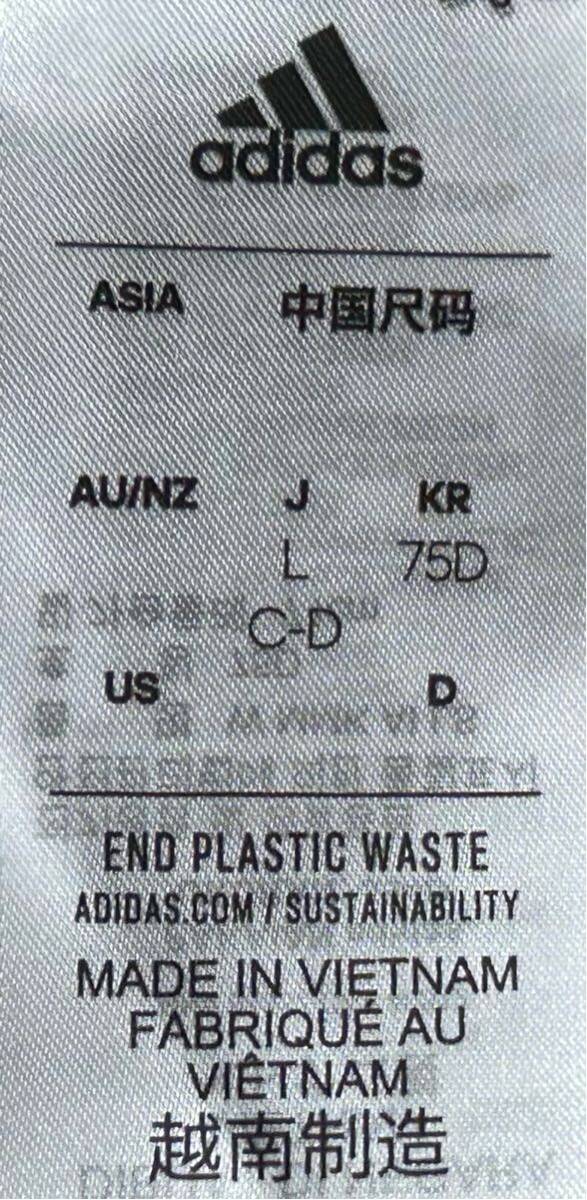 adidas
ASIA 中国尺码
AU/NZ J KR
L 75D
C-D
US D
END PLASTIC WASTE
ADIDAS.COM / SUSTAINABILITY
MADE IN VIETNAM
FABRIQUÉ AU
VIÊTNAM
越南制造